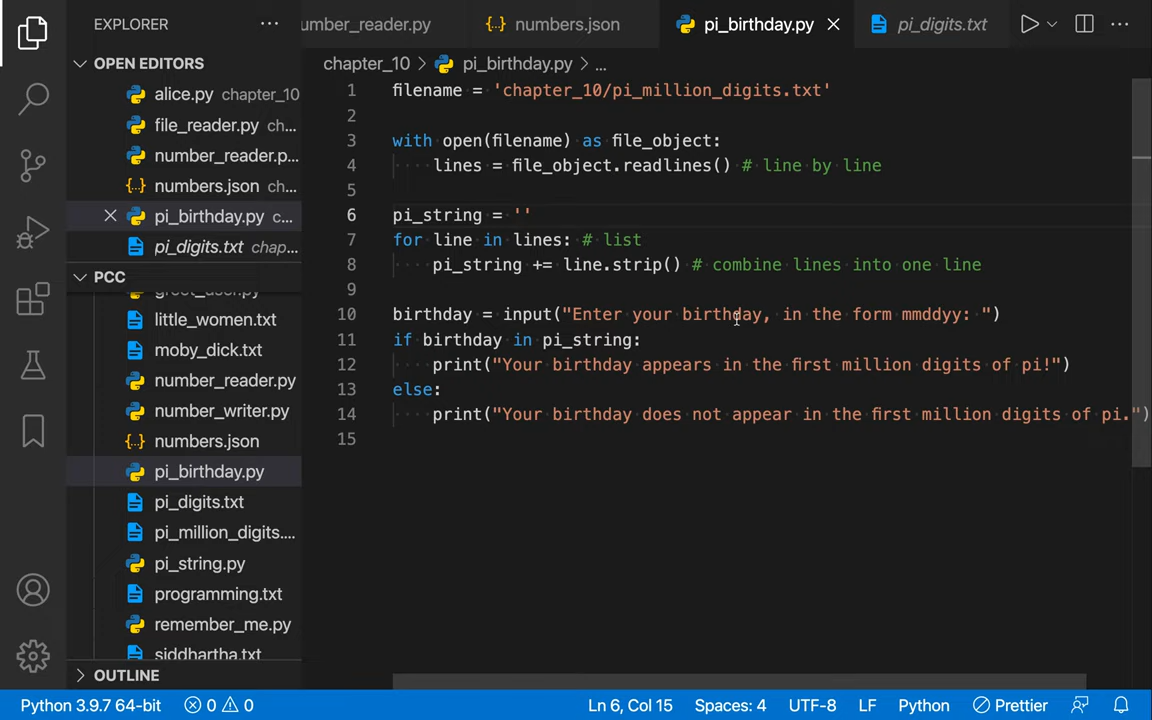 EXPLORER
OPEN EDITORS
alice.py chapter_10
file_reader.py ch...
number_reader.p...
{..} numbers.json ch...
pi_birthday.py c...
pi_digits.txt chap...
PCC
greet_user.py
little_women.txt
moby_dick.txt
number_reader.py
number_writer.py
{..} numbers.json
pi_birthday.py
pi_digits.txt
pi_million_digits....
pi_string.py
programming.txt
remember_me.py
siddhartha.txt
OUTLINE
umber_reader.py {..} numbers.json pi_birthday.py pi_digits.txt
chapter_10 > pi_birthday.py > ...
1 filename = 'chapter_10/pi_million_digits.txt'
2
3 with open(filename) as file_object:
4 lines = file_object.readlines() # line by line
5
6 pi_string = ''
7 for line in lines: # list
8 pi_string += line.strip() # combine lines into one line
9
10 birthday = input("Enter your birthday, in the form mmddyy: ")
11 if birthday in pi_string:
12 print("Your birthday appears in the first million digits of pi!")
13 else:
14 print("Your birthday does not appear in the first million digits of pi.")
15
Python 3.9.7 64-bit 0 0 Ln 6, Col 15 Spaces: 4 UTF-8 LF Python Prettier